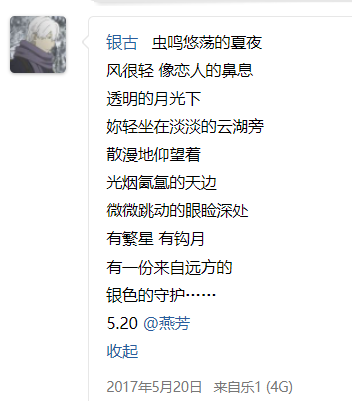 银古 虫鸣悠荡的夏夜
风很轻 像恋人的鼻息
透明的月光下
妳轻坐在淡淡的云湖旁
散漫地仰望着
光烟氤氲的天边
微微跳动的眼睑深处
有繁星 有钩月
有一份来自远方的
银色的守护……
5.20 @燕芳
收起
2017年5月20日 来自乐1 (4G)